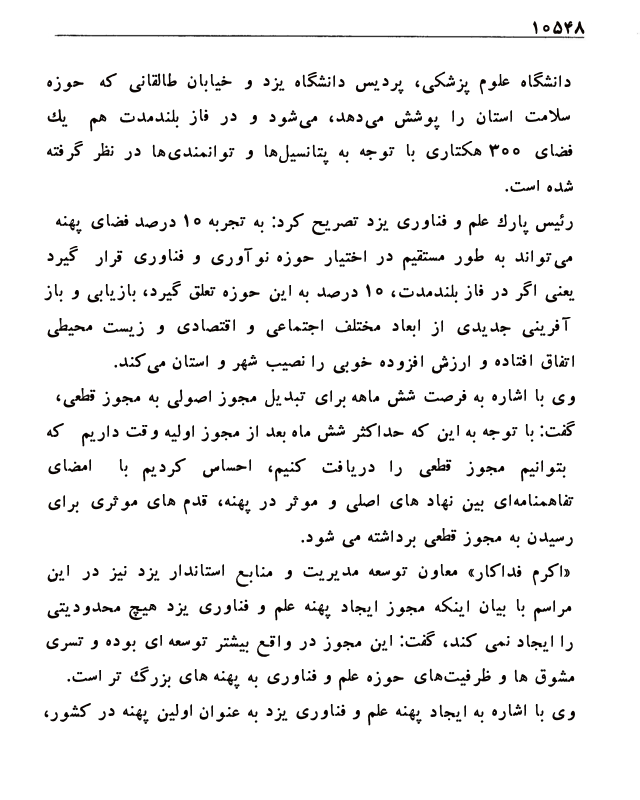 ۱۰۵۴۸
دانشگاه علوم پزشکی، پردیس دانشگاه یزد و خیابان طالقانی که حوزه
سلامت استان را پوشش می‌دهد، می‌شود و در فاز بلندمدت هم یك
فضای ۳۰۰ هکتاری با توجه به پتانسیل‌ها و توانمندی‌ها در نظر گرفته
شده است.
رئیس پارك علم و فناوری یزد تصریح کرد: به تجربه ۱۰ درصد فضای پهنه
می‌تواند به طور مستقیم در اختیار حوزه نوآوری و فناوری قرار گیرد
یعنی اگر در فاز بلندمدت، ۱۰ درصد به این حوزه تعلق گیرد، بازیابی و باز
آفرینی جدیدی از ابعاد مختلف اجتماعی و اقتصادی و زیست محیطی
اتفاق افتاده و ارزش افزوده خوبی را نصیب شهر و استان می‌کند.
وی با اشاره به فرصت شش ماهه برای تبدیل مجوز اصولی به مجوز قطعی،
گفت: با توجه به این که حداکثر شش ماه بعد از مجوز اولیه وقت داریم که
بتوانیم مجوز قطعی را دریافت کنیم، احساس کردیم با امضای
تفاهمنامه‌ای بین نهاد های اصلی و موثر در پهنه، قدم های موثری برای
رسیدن به مجوز قطعی برداشته می شود.
«اکرم فداکار» معاون توسعه مدیریت و منابع استاندار یزد نیز در این
مراسم با بیان اینکه مجوز ایجاد پهنه علم و فناوری یزد هیچ محدودیتی
را ایجاد نمی کند، گفت: این مجوز در واقع بیشتر توسعه ای بوده و تسری
مشوق ها و ظرفیت‌های حوزه علم و فناوری به پهنه های بزرگ تر است.
وی با اشاره به ایجاد پهنه علم و فناوری یزد به عنوان اولین پهنه در کشور،